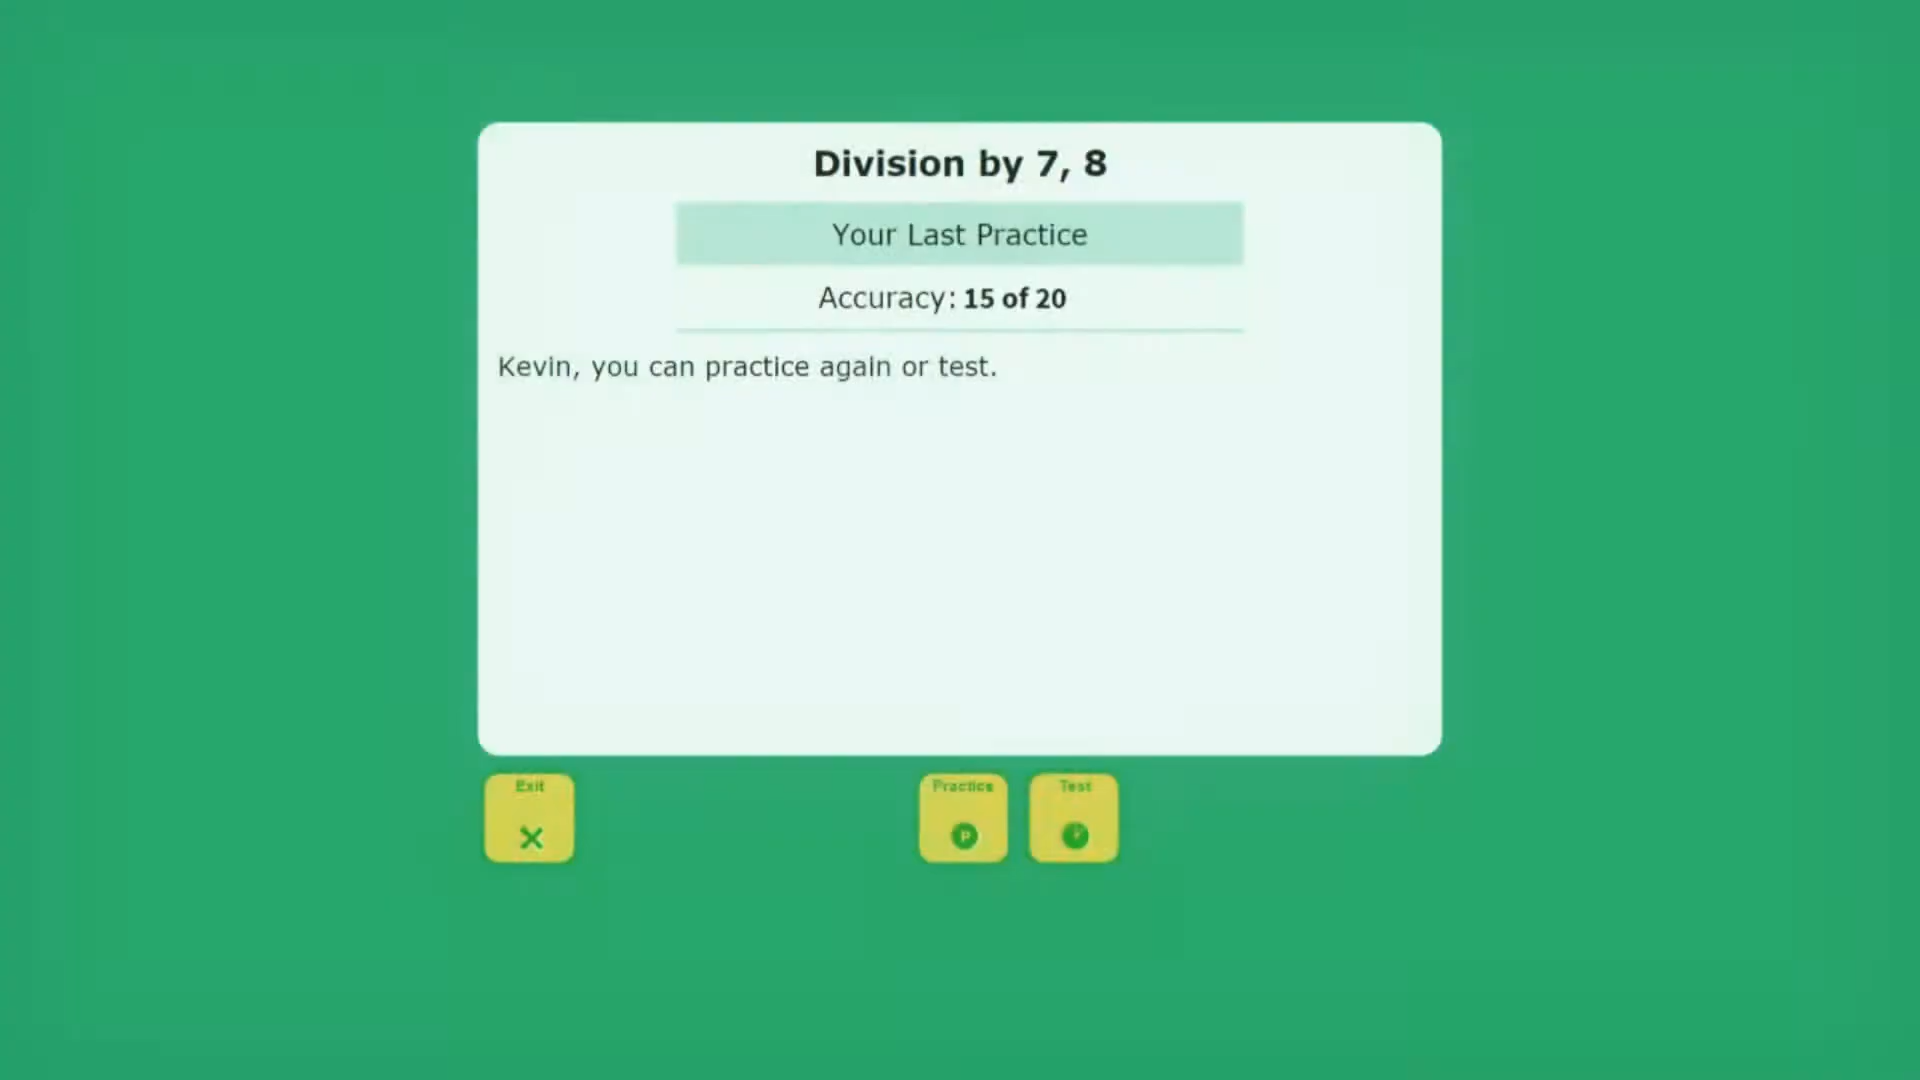 Division by 7, 8
Your Last Practice
Accuracy: 15 of 20
Kevin, you can practice again or test.
Exit
Practice
P
Test